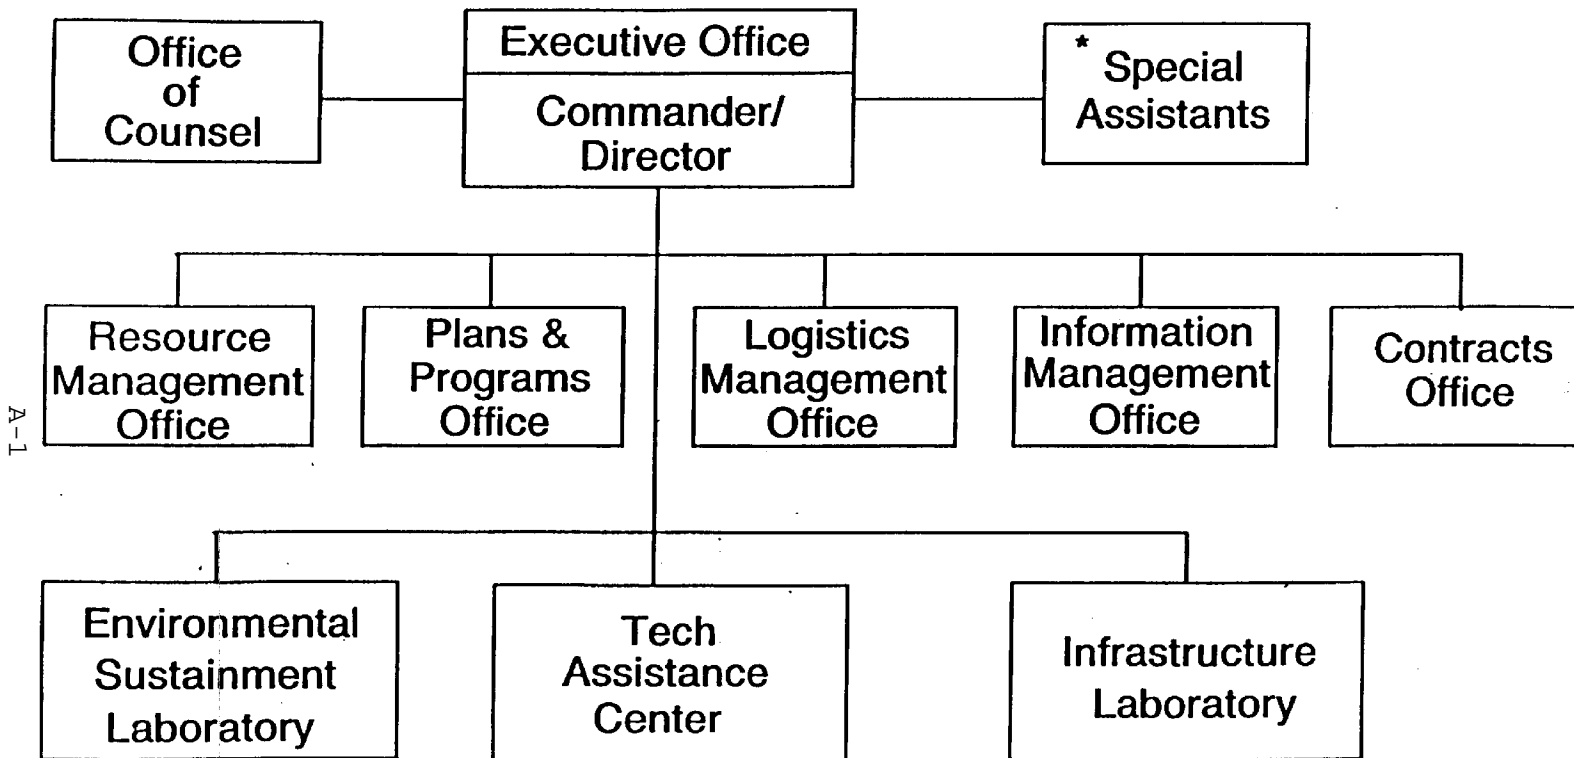 Office
of
Counsel
Executive Office
Commander/
Director
* Special
Assistants
Resource
Management
Office
Plans &
Programs
Office
Logistics
Management
Office
Information
Management
Office
Contracts
Office
A-1
Environmental
Sustainment
Laboratory
Tech
Assistance
Center
Infrastructure
Laboratory